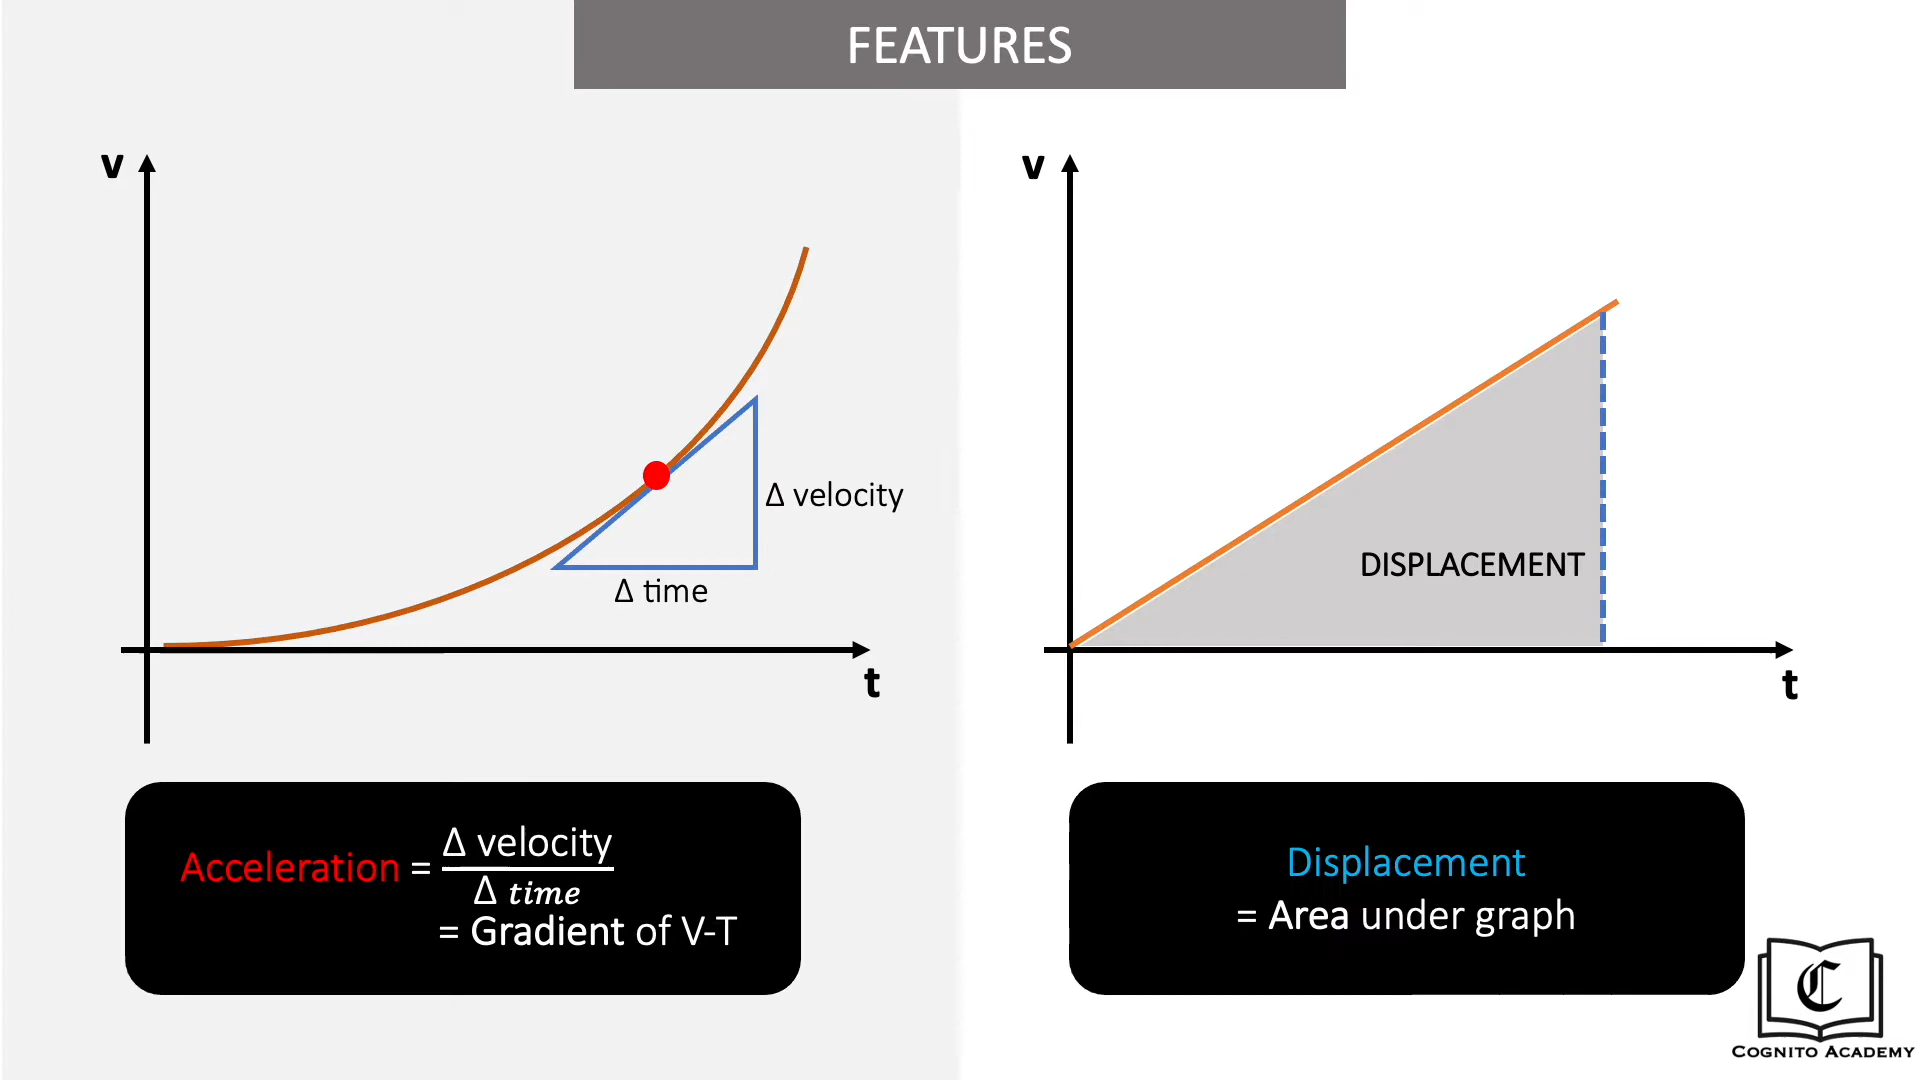 FEATURES
v
Δ velocity
Δ time
t
Acceleration = Δ velocity
Δ time
= Gradient of V-T
v
DISPLACEMENT
t
Displacement
= Area under graph
C
COGNITO ACADEMY